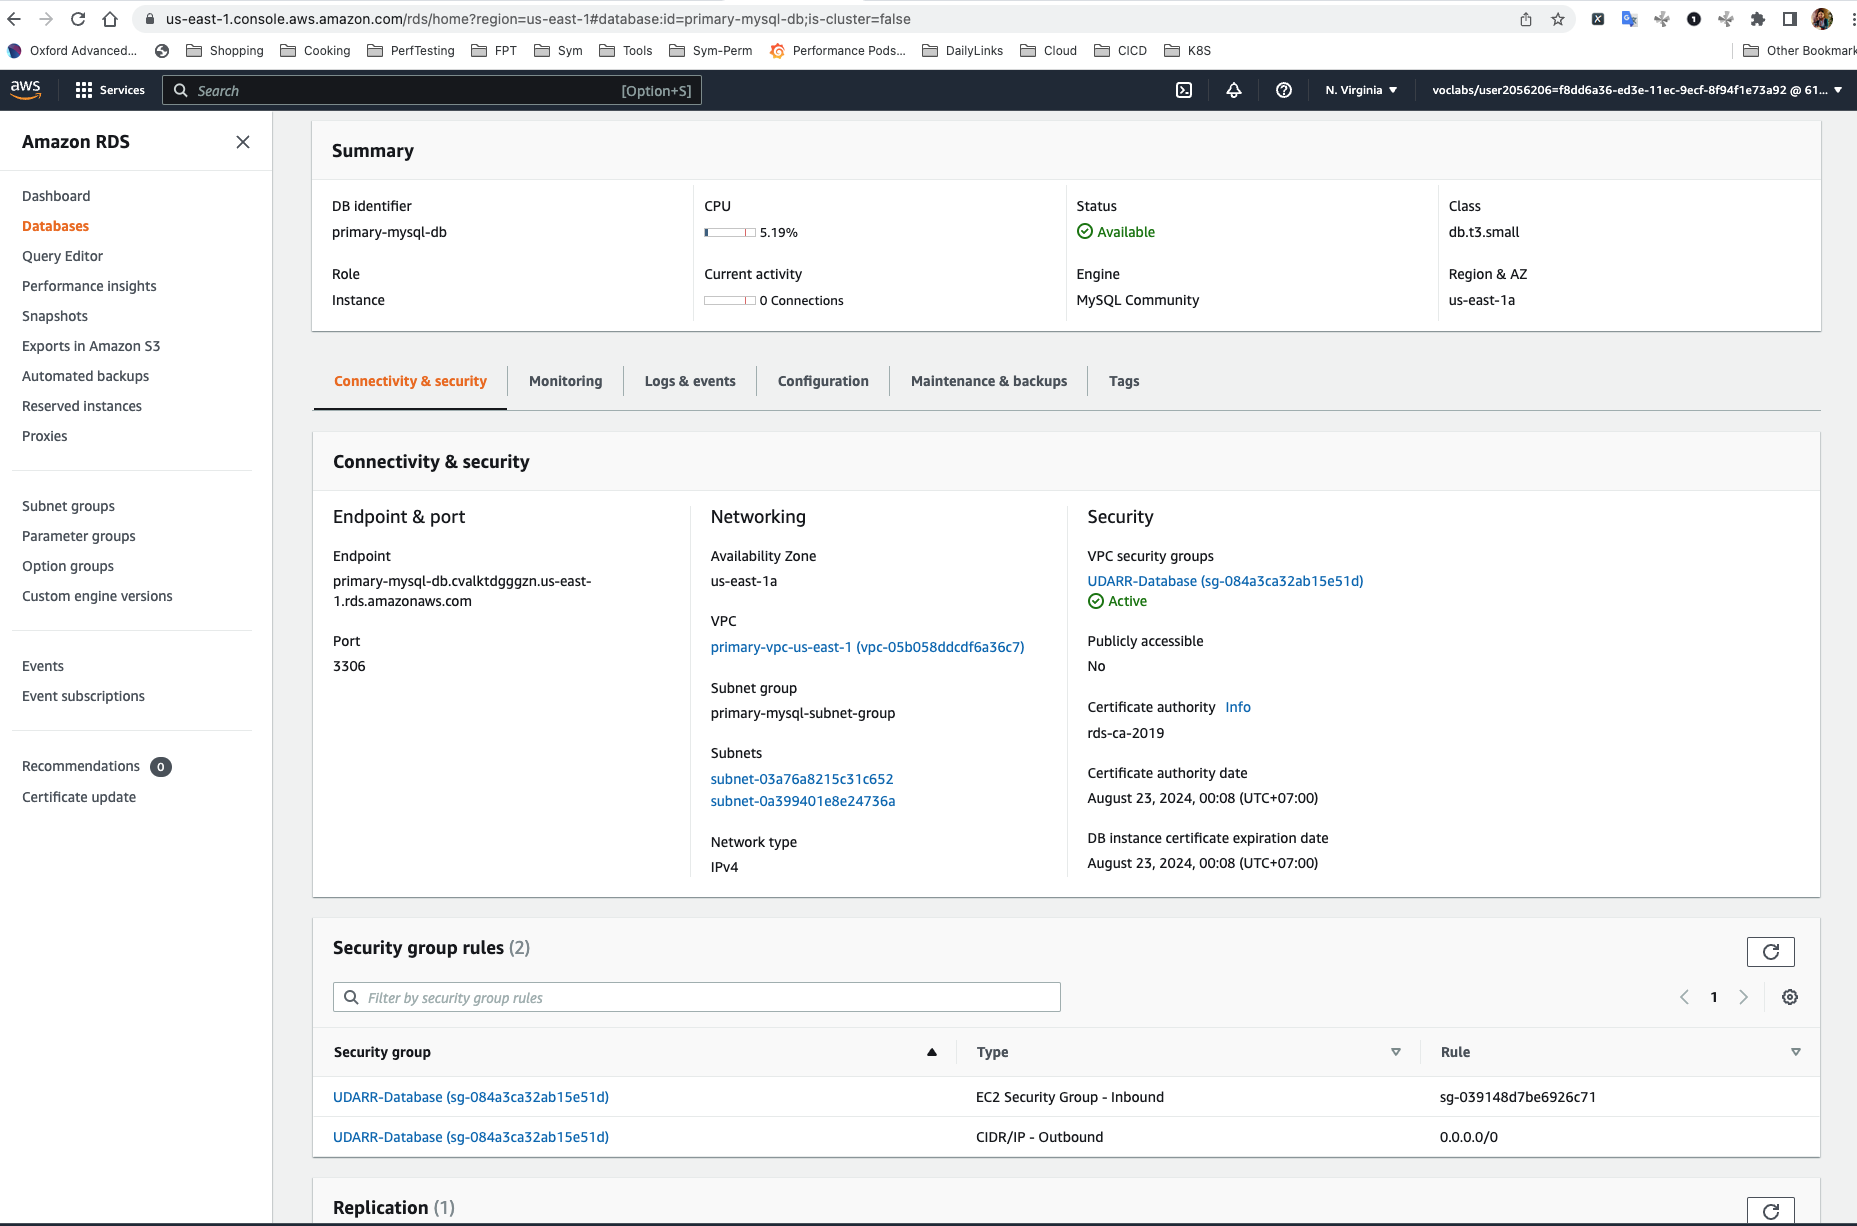 us-east-1.console.aws.amazon.com/rds/home?region=us-east-1#database:id=primary-mysql-db;is-cluster=false
Oxford Advanced... Shopping Cooking PerfTesting FPT Sym Tools Sym-Perm Performance Pods... DailyLinks Cloud CICD K8S Other Bookmark
aws Services Search [Option+S] N. Virginia voclabs/user2056206=f8dd6a36-ed3e-11ec-9ecf-8f94f1e73a92 @ 61...
Amazon RDS
Dashboard
Databases
Query Editor
Performance insights
Snapshots
Exports in Amazon S3
Automated backups
Reserved instances
Proxies
Subnet groups
Parameter groups
Option groups
Custom engine versions
Events
Event subscriptions
Recommendations 0
Certificate update
Summary
DB identifier
primary-mysql-db
CPU
5.19%
Status
Available
Class
db.t3.small
Role
Instance
Current activity
0 Connections
Engine
MySQL Community
Region & AZ
us-east-1a
Connectivity & security Monitoring Logs & events Configuration Maintenance & backups Tags
Connectivity & security
Endpoint & port
Endpoint
primary-mysql-db.cvalktdgggzn.us-east-
1.rds.amazonaws.com
Port
3306
Networking
Availability Zone
us-east-1a
VPC
primary-vpc-us-east-1 (vpc-05b058ddcdf6a36c7)
Subnet group
primary-mysql-subnet-group
Subnets
subnet-03a76a8215c31c652
subnet-0a399401e8e24736a
Network type
IPv4
Security
VPC security groups
UDARR-Database (sg-084a3ca32ab15e51d)
Active
Publicly accessible
No
Certificate authority Info
rds-ca-2019
Certificate authority date
August 23, 2024, 00:08 (UTC+07:00)
DB instance certificate expiration date
August 23, 2024, 00:08 (UTC+07:00)
Security group rules (2)
Filter by security group rules
1
Security group Type Rule
UDARR-Database (sg-084a3ca32ab15e51d) EC2 Security Group - Inbound sg-039148d7be6926c71
UDARR-Database (sg-084a3ca32ab15e51d) CIDR/IP - Outbound 0.0.0.0/0
Replication (1)